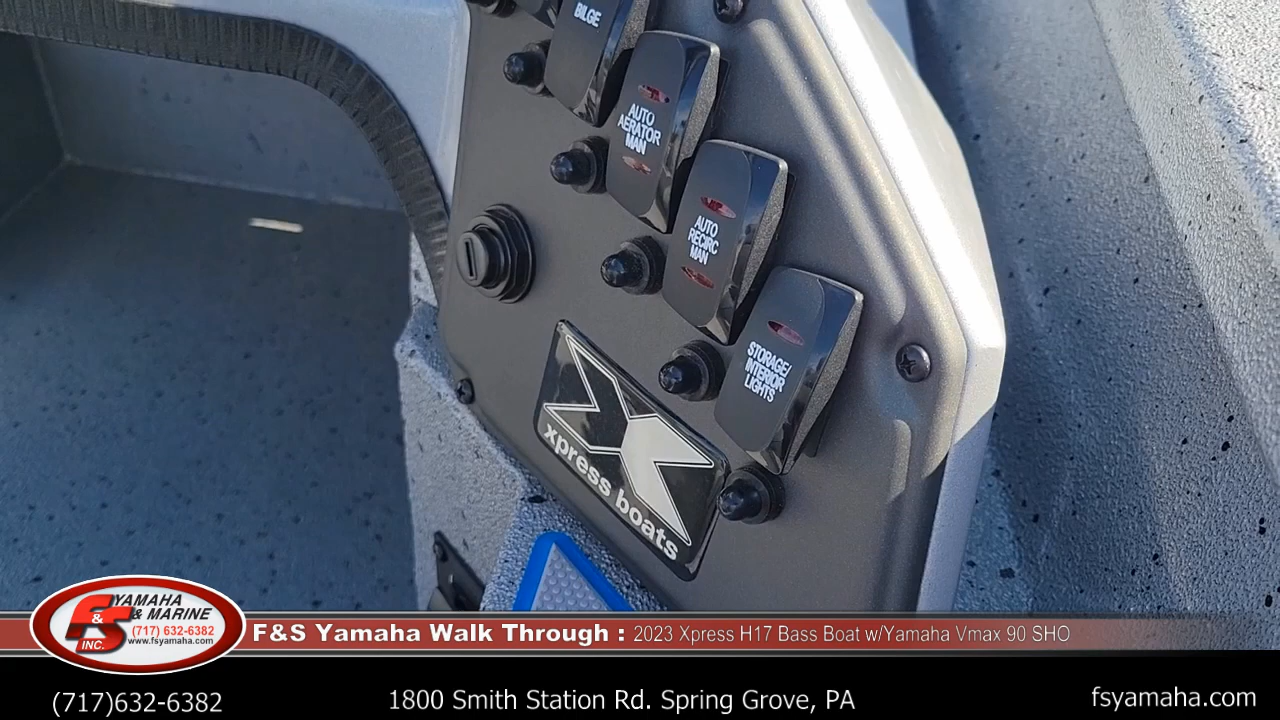 BILGE
AUTO
AERATOR
MAN
AUTO
RECIRC
MAN
STORAGE/
INTERIOR
LIGHTS
xpress boats
YAMAHA
F&S & MARINE
INC. (717) 632-6382
www.fsyamaha.com
F&S Yamaha Walk Through : 2023 Xpress H17 Bass Boat w/Yamaha Vmax 90 SHO
(717)632-6382 1800 Smith Station Rd. Spring Grove, PA fsyamaha.com